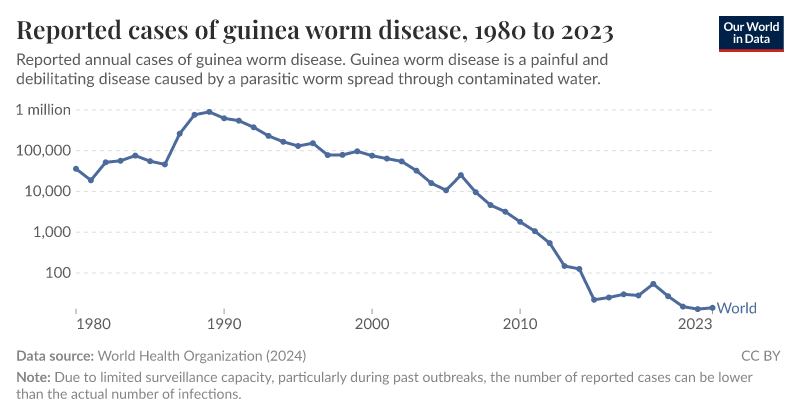 Reported cases of guinea worm disease, 1980 to 2023
Our World
in Data
Reported annual cases of guinea worm disease. Guinea worm disease is a painful and
debilitating disease caused by a parasitic worm spread through contaminated water.
1 million
100,000
10,000
1,000
100
World
1980
1990
2000
2010
2023
Data source: World Health Organization (2024)
CC BY
Note: Due to limited surveillance capacity, particularly during past outbreaks, the number of reported cases can be lower
than the actual number of infections.